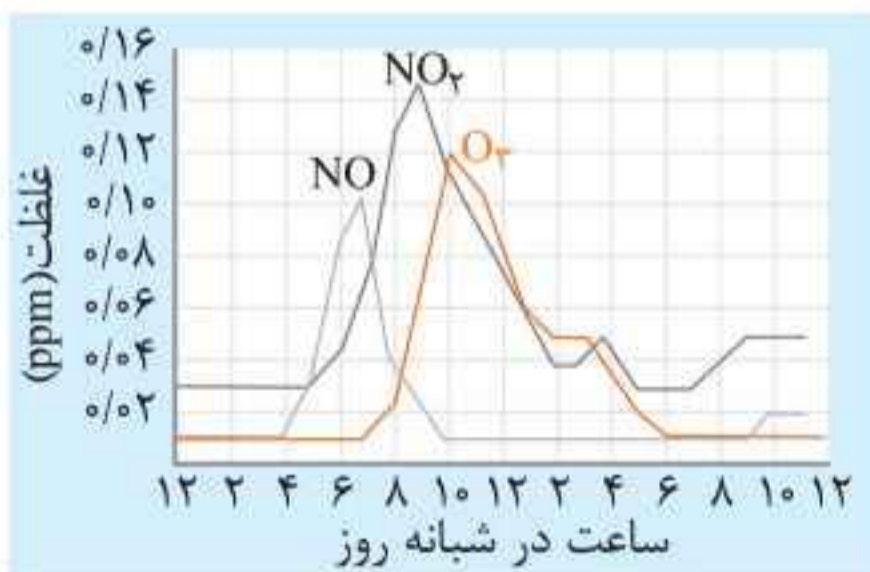 ۰/۱۶
۰/۱۴
۰/۱۲
۰/۱۰
۰/۰۸
۰/۰۶
۰/۰۴
۰/۰۲
غلظت (ppm)
NO
NO۲
O۳
۱۲ ۲ ۴ ۶ ۸ ۱۰ ۱۲ ۲ ۴ ۶ ۸ ۱۰ ۱۲
ساعت در شبانه روز